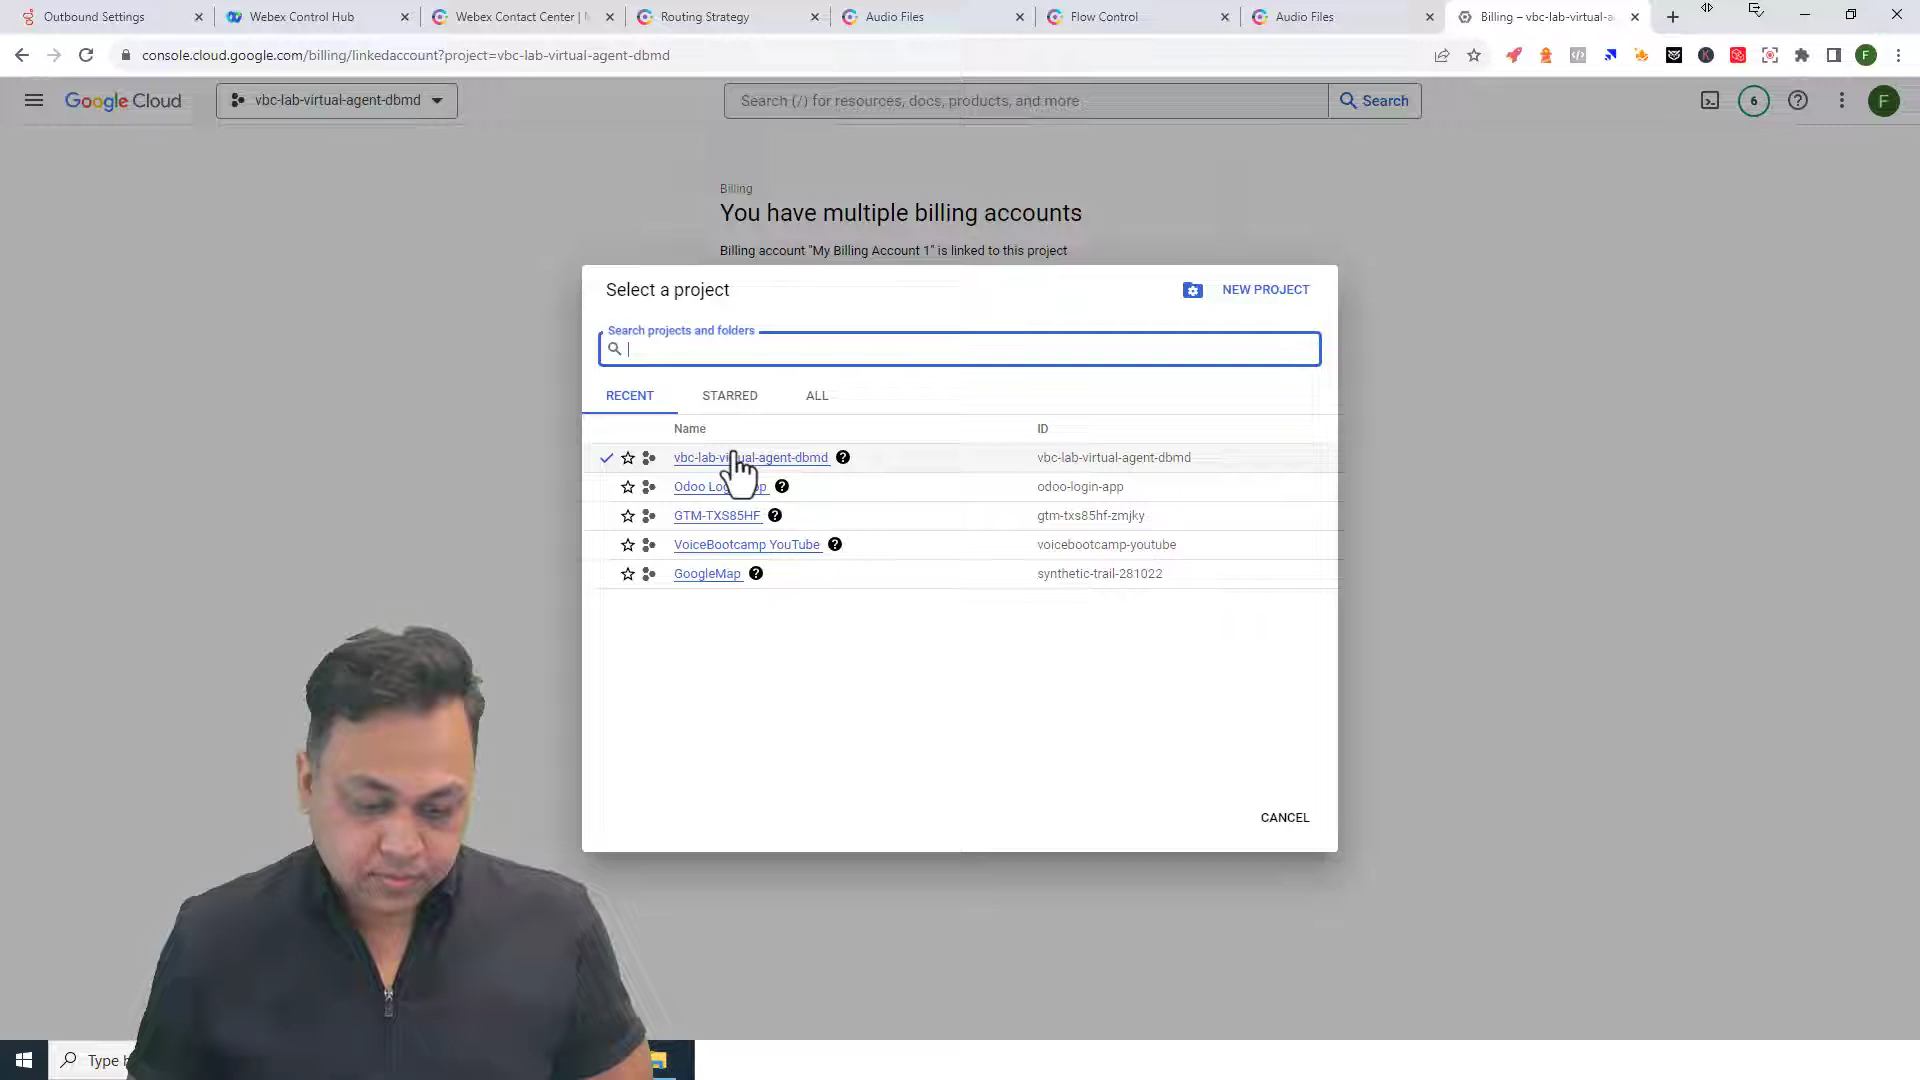 Outbound Settings
Webex Control Hub
Webex Contact Center |
Routing Strategy
Audio Files
Flow Control
Audio Files
Billing – vbc-lab-virtual-a
console.cloud.google.com/billing/linkedaccount?project=vbc-lab-virtual-agent-dbmd
F
Google Cloud
vbc-lab-virtual-agent-dbmd
Search (/) for resources, docs, products, and more
Search
6
F
Billing
You have multiple billing accounts
Billing account "My Billing Account 1" is linked to this project
Select a project
NEW PROJECT
Search projects and folders
RECENT
STARRED
ALL
Name
ID
vbc-lab-virtual-agent-dbmd
vbc-lab-virtual-agent-dbmd
Odoo
odoo-login-app
GTM-TXS85HF
gtm-txs85hf-zmjky
VoiceBootcamp YouTube
voicebootcamp-youtube
GoogleMap
synthetic-trail-281022
CANCEL
Type